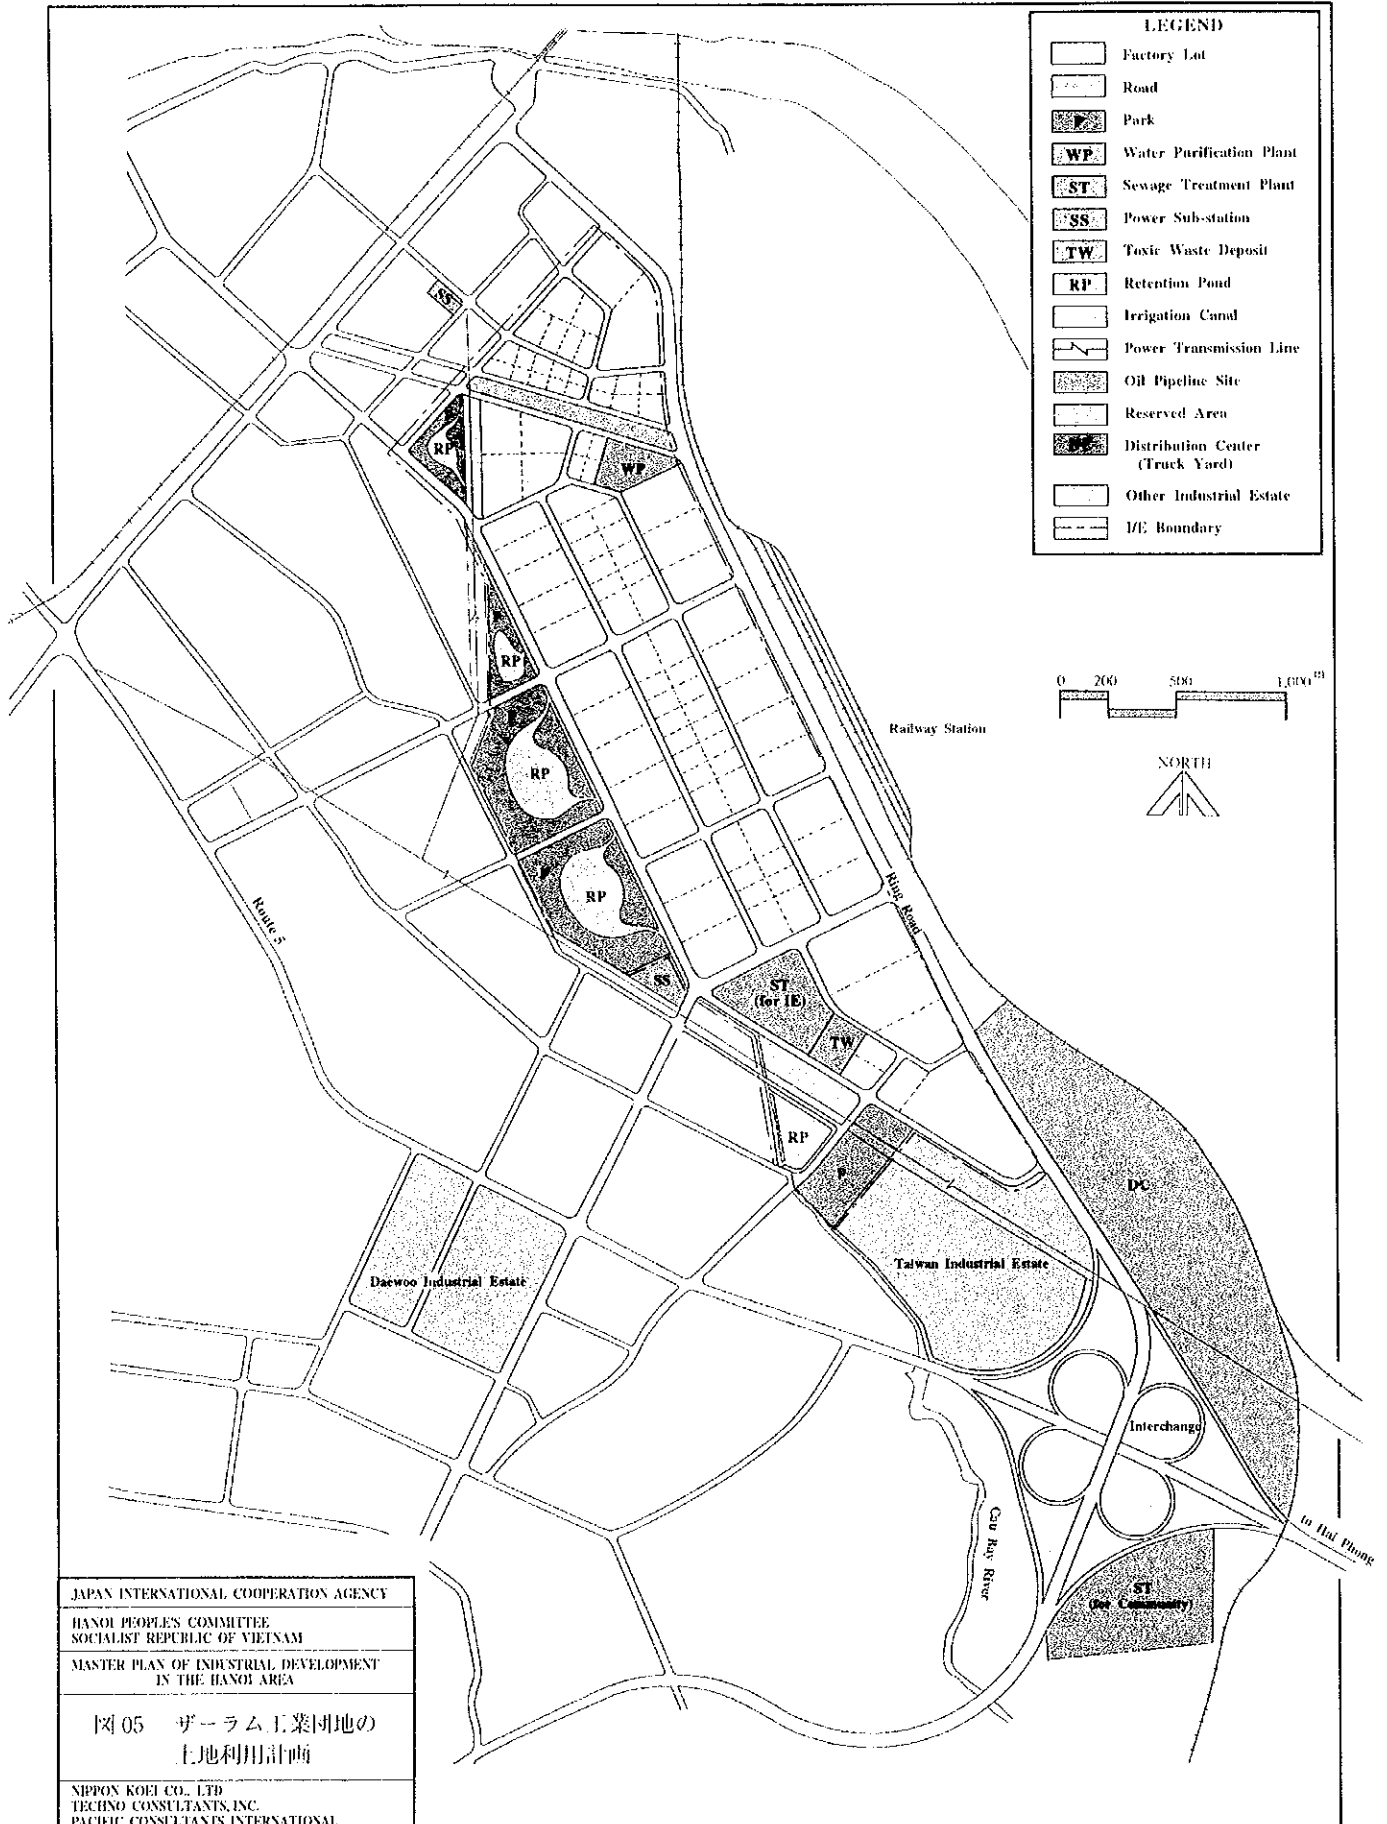 LEGEND
Factory Lot
Road
P Park
WP Water Purification Plant
ST Sewage Treatment Plant
SS Power Sub-station
TW Toxic Waste Deposit
RP Retention Pond
Irrigation Canal
Power Transmission Line
Oil Pipeline Site
Reserved Area
DC Distribution Center
(Truck Yard)
Other Industrial Estate
I/E Boundary
SS
RP
WP
P
RP
0 200 500 1,000 m
Railway Station
P
RP
NORTH
P
RP
Route 5
Ring Road
SS
ST
(for IE)
TW
RP
P
DC
Daewoo Industrial Estate
Taiwan Industrial Estate
Interchange
Cau Bay River
to Hai Phong
ST
(for Community)
JAPAN INTERNATIONAL COOPERATION AGENCY
HANOI PEOPLE'S COMMITTEE
SOCIALIST REPUBLIC OF VIETNAM
MASTER PLAN OF INDUSTRIAL DEVELOPMENT
IN THE HANOI AREA
図 05 ザーラム工業団地の
土地利用計画
NIPPON KOEI CO., LTD
TECHNO CONSULTANTS, INC.
PACIFIC CONSULTANTS INTERNATIONAL